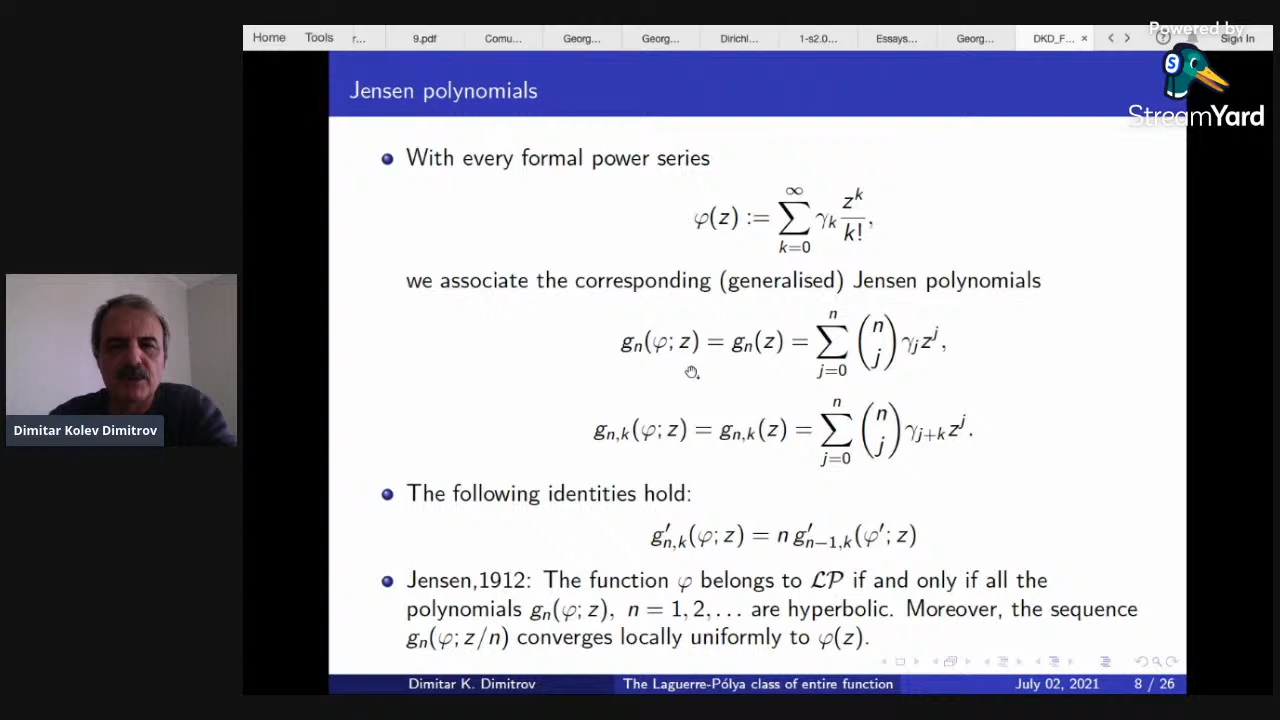 Powered by
StreamYard
Home Tools r... 9.pdf Comu... Georg... Georg... Dirichl... 1-s2.0... Essays... Georg... DKD_F... × Sign In
Jensen polynomials
With every formal power series
φ(z) := ∑_{k=0}^{∞} γ_k z^k/k!,
we associate the corresponding (generalised) Jensen polynomials
g_n(φ; z) = g_n(z) = ∑_{j=0}^{n} (n j) γ_j z^j,
g_{n,k}(φ; z) = g_{n,k}(z) = ∑_{j=0}^{n} (n j) γ_{j+k} z^j.
The following identities hold:
g′_{n,k}(φ; z) = n g′_{n−1,k}(φ′; z)
Jensen,1912: The function φ belongs to ℒ𝒫 if and only if all the
polynomials g_n(φ; z), n = 1, 2, . . . are hyperbolic. Moreover, the sequence
g_n(φ; z/n) converges locally uniformly to φ(z).
Dimitar K. Dimitrov The Laguerre-Pólya class of entire function July 02, 2021 8 / 26
Dimitar Kolev Dimitrov